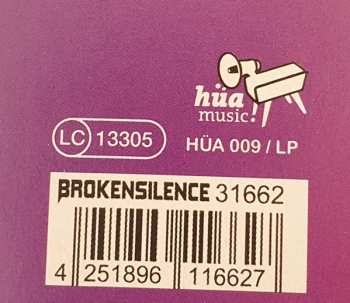 hüa
music!
LC 13305
HÜA 009 / LP
BROKENSILENCE 31662
4 251896 116627